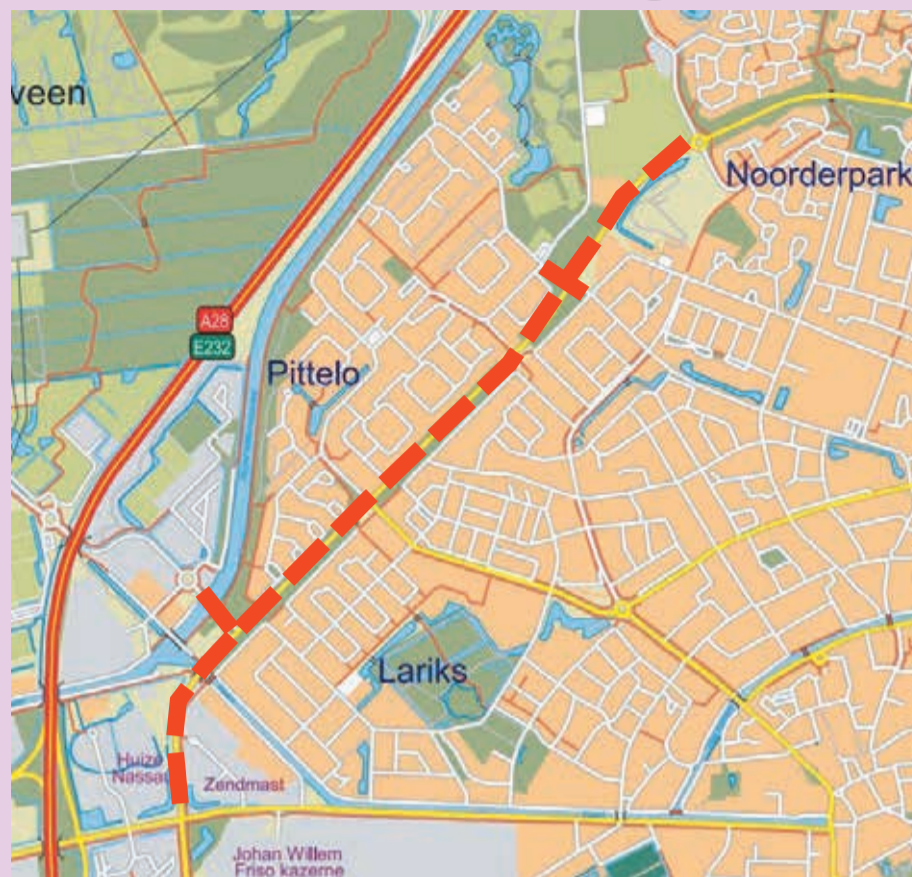 veen
Noorderpark
A28
E232
Pittelo
Lariks
Huize
Nassau
Zendmast
Johan Willem
Friso kazerne